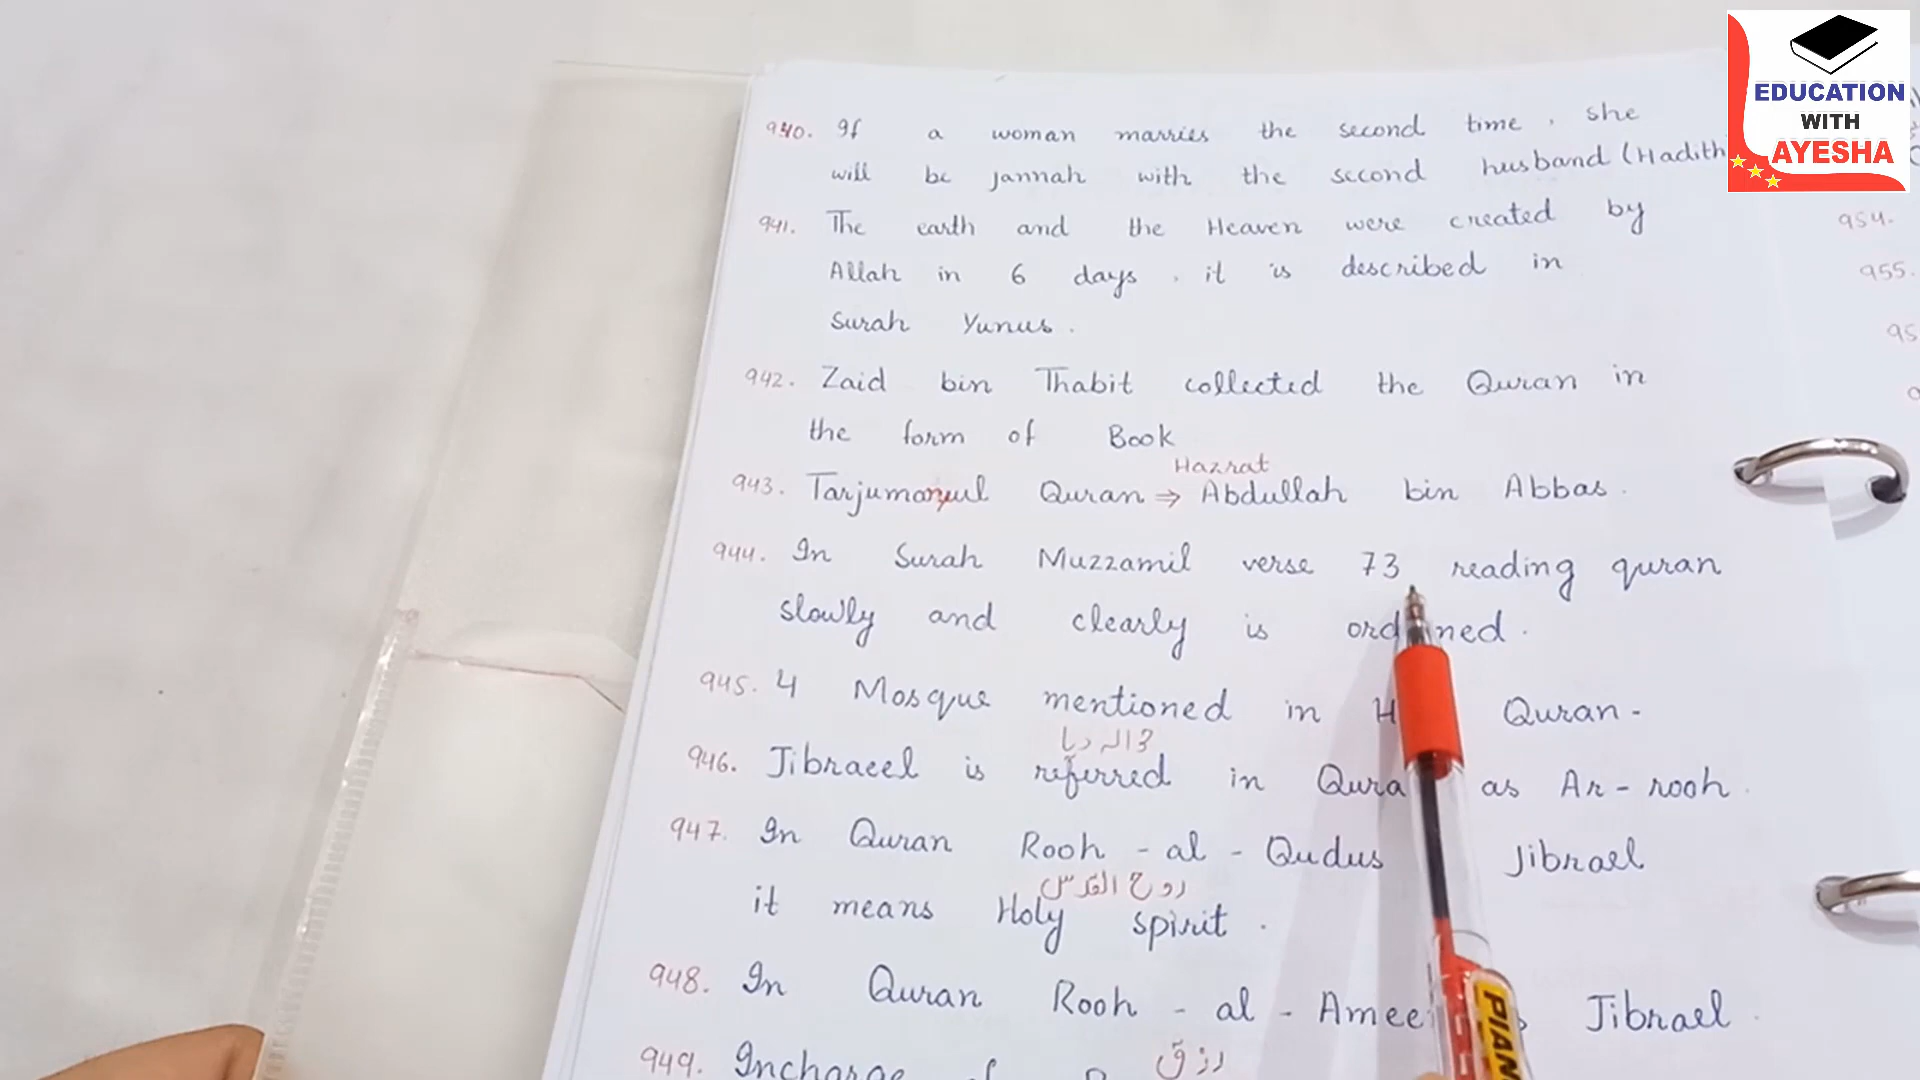 940. If a woman marries the second time, she
will be jannah with the second husband (Hadith
941. The earth and the Heaven were created by
Allah in 6 days, it is described in
Surah Yunus.
942. Zaid bin Thabit collected the Quran in
the form of Book
Hazrat
943. Tarjumanul Quran ⇒ Abdullah bin Abbas.
944. In Surah Muzzamil verse 73 reading quran
slowly and clearly is ord ned.
945. 4 Mosque mentioned in H Quran-
946. Jibraeel is referred in Qura as Ar-rooh.
947. In Quran Rooh-al-Qudus Jibrael
روح القدس
it means Holy spirit.
948. In Quran Rooh-al-Amee Jibrael.
رزق
949. Incharge of
954.
955.
95
EDUCATION
WITH
AYESHA
PIAN